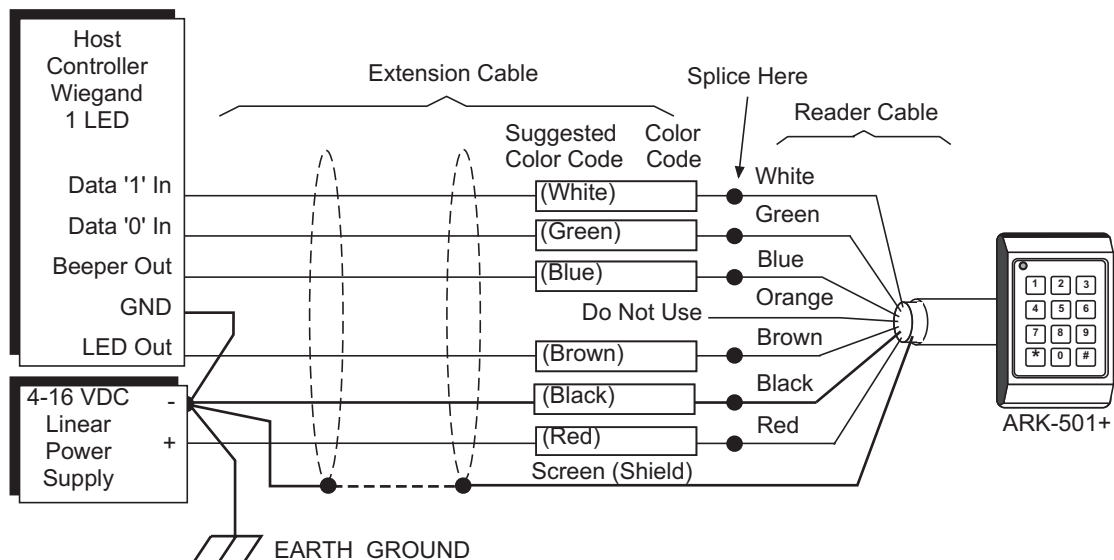 Host
Controller
Wiegand
1 LED
Extension Cable
Splice Here
Reader Cable
Suggested
Color Code
Color
Code
Data '1' In
(White)
White
Data '0' In
(Green)
Green
Beeper Out
(Blue)
Blue
GND
Do Not Use
Orange
LED Out
(Brown)
Brown
4-16 VDC
Linear
Power
Supply
-
+
(Black)
Black
(Red)
Red
Screen (Shield)
EARTH GROUND
1 2 3
4 5 6
7 8 9
* 0 #
ARK-501+